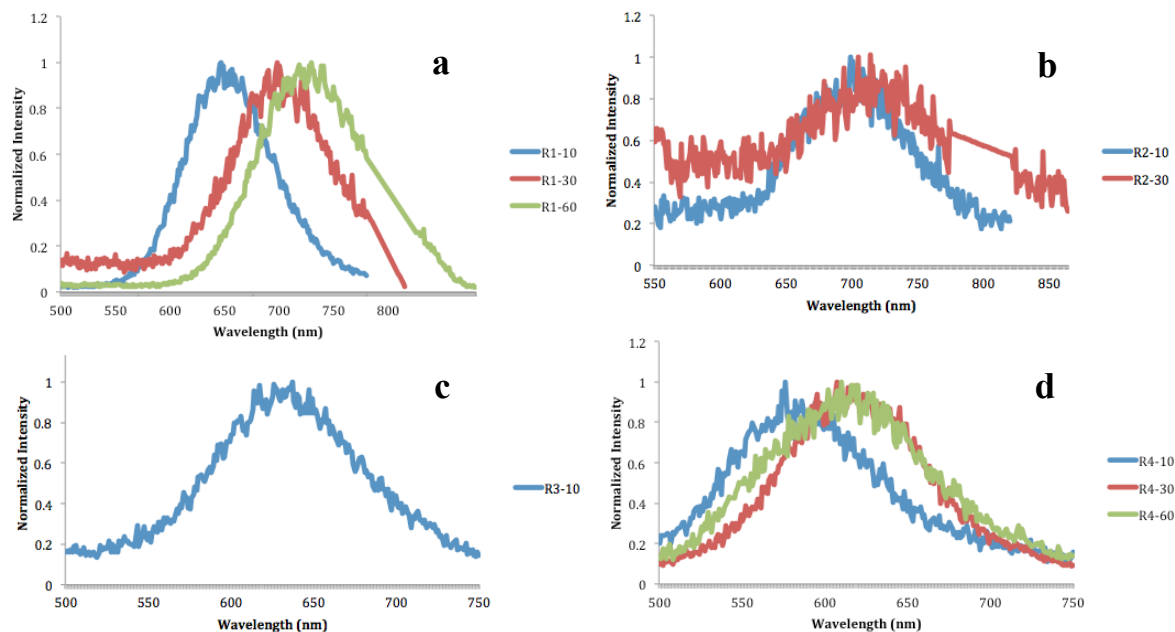 1.2
1
0.8
0.6
0.4
0.2
0
Normalized Intensity
a
500 550 600 650 700 750 800
Wavelength (nm)
R1-10
R1-30
R1-60
1.2
1
0.8
0.6
0.4
0.2
0
Normalized Intensity
b
550 600 650 700 750 800 850
Wavelength (nm)
R2-10
R2-30
1
0.8
0.6
0.4
0.2
0
Normalized Intensity
c
500 550 600 650 700 750
Wavelength (nm)
R3-10
1.2
1
0.8
0.6
0.4
0.2
0
Normalized Intensity
d
500 550 600 650 700 750
Wavelength (nm)
R4-10
R4-30
R4-60